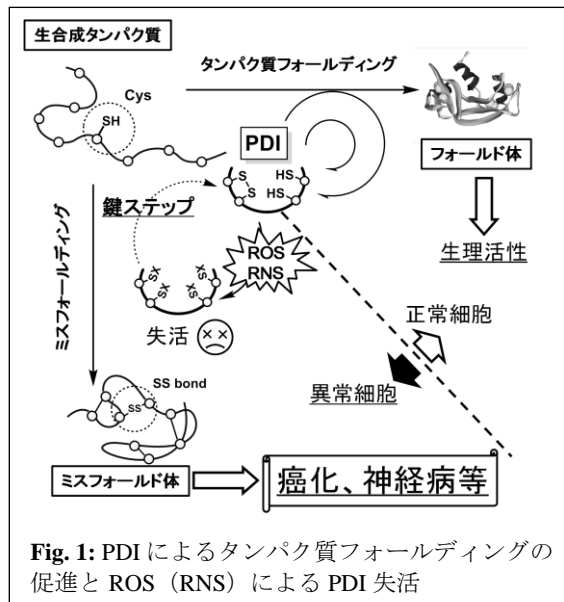 生合成タンパク質
タンパク質フォールディング
Cys
SH
PDI
フォールド体
S
S
HS
HS
鍵ステップ
生理活性
ミスフォールディング
ROS
RNS
SX
SX
XS
XS
失活
正常細胞
異常細胞
SS bond
SS
ミスフォールド体
癌化、神経病等
Fig. 1: PDI によるタンパク質フォールディングの
促進と ROS（RNS）による PDI 失活